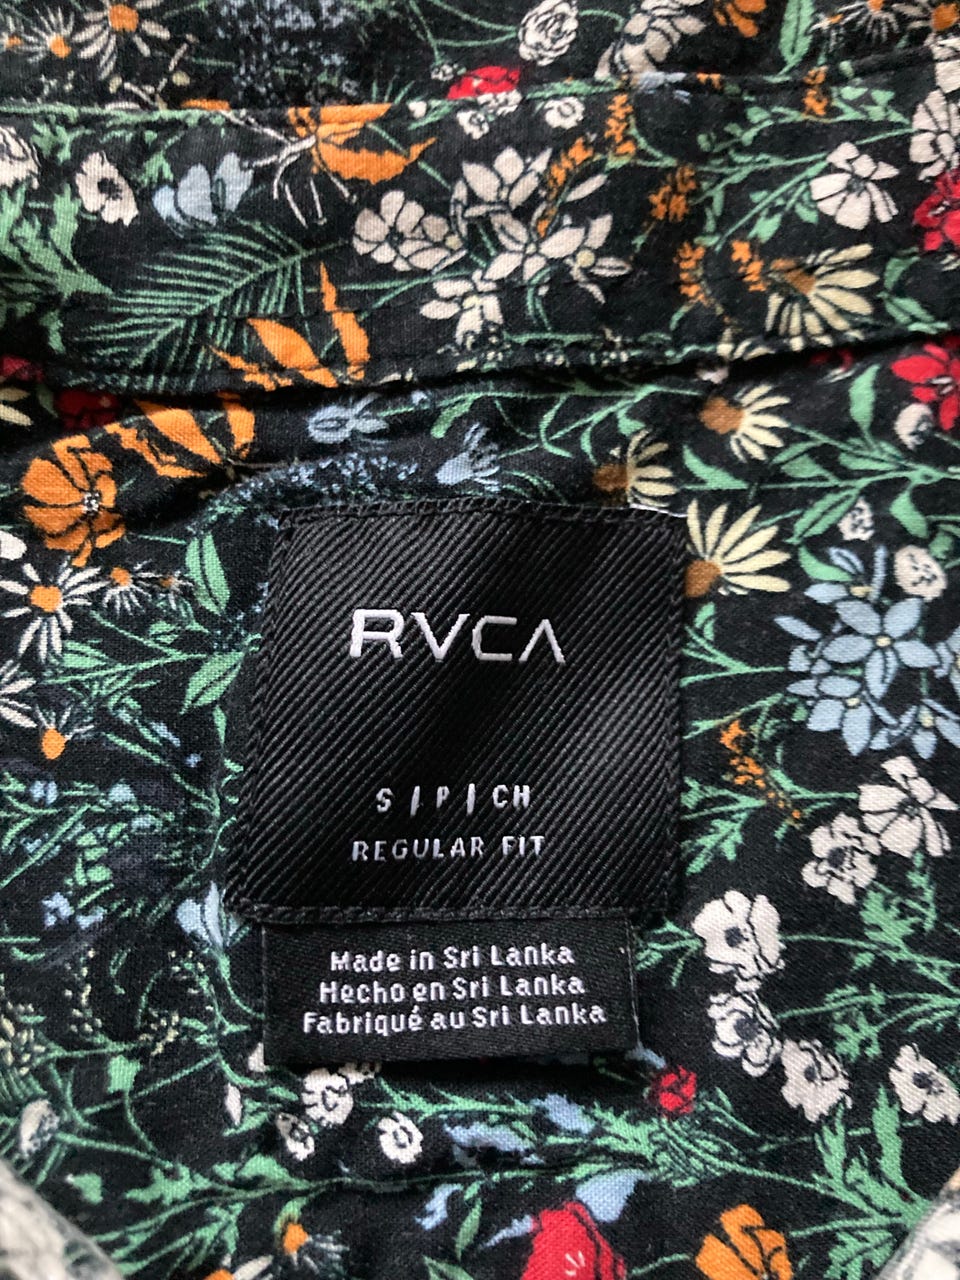 RVCA
S | P | CH
REGULAR FIT
Made in Sri Lanka
Hecho en Sri Lanka
Fabriqué au Sri Lanka